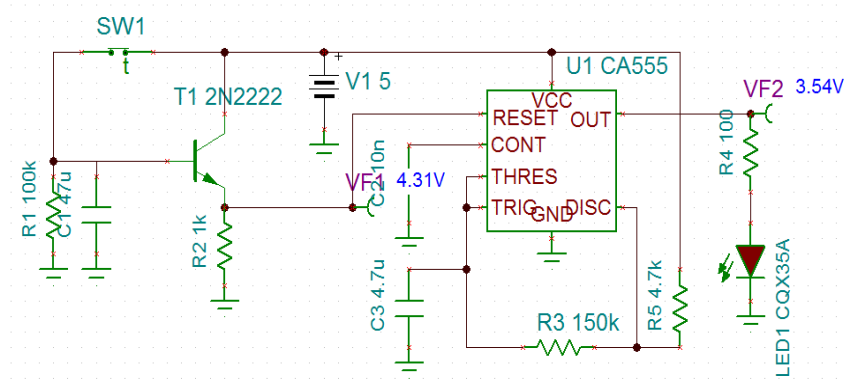 SW1
t
T1 2N2222
V1 5
+
U1 CA555
VCC
RESET
OUT
CONT
THRES
TRIG
GND
DISC
VF2 3.54V
R4 100
VF1 4.31V
C2 10n
R1 100k
C1 47u
R2 1k
C3 4.7u
R3 150k
R5 4.7k
LED1 CQX35A